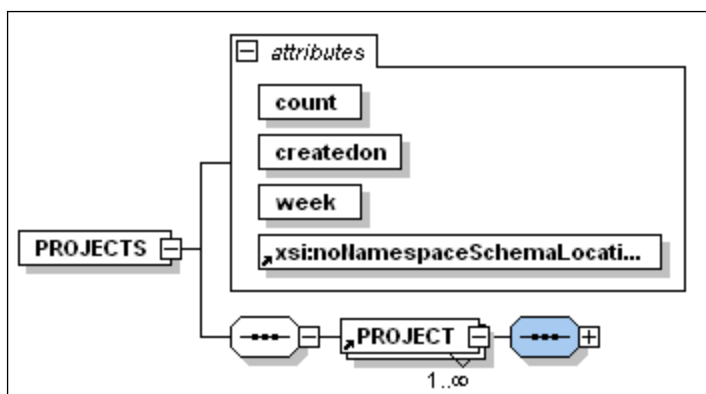 attributes
count
createdon
week
xsi:noNamespaceSchemaLocati...
PROJECTS
PROJECT
1..∞